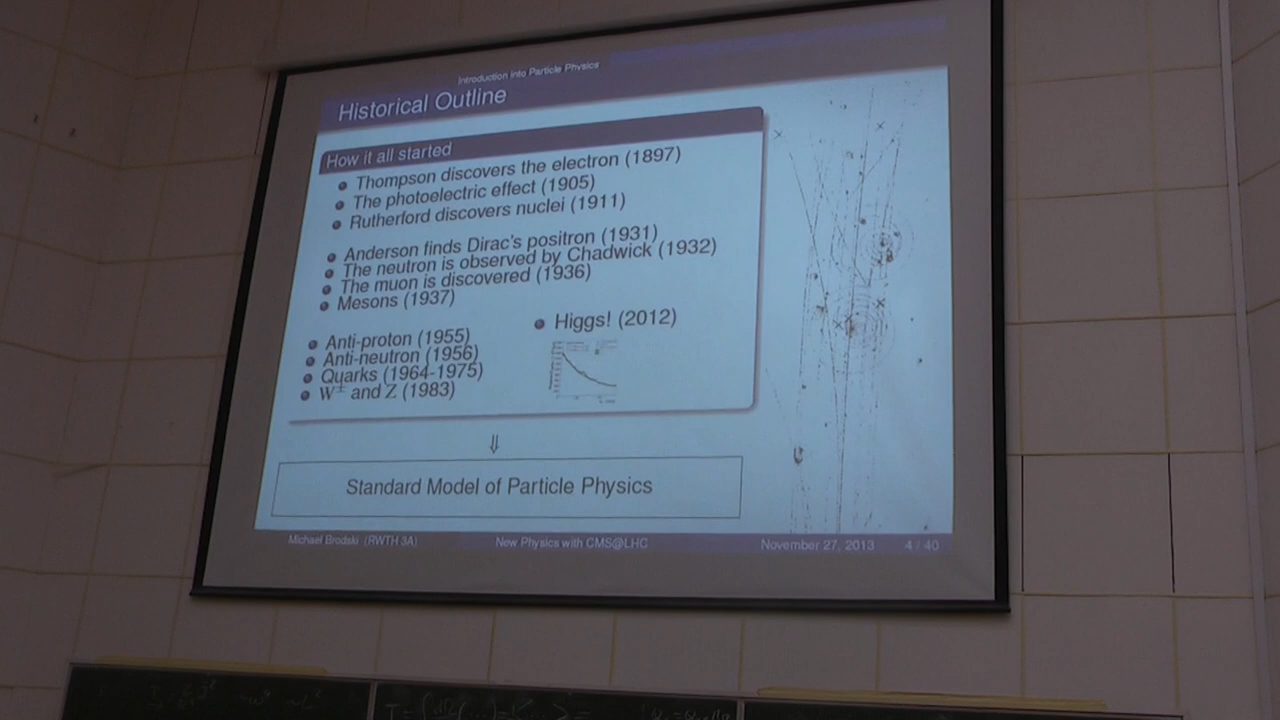 Introduction into Particle Physics
Historical Outline
How it all started
Thompson discovers the electron (1897)
The photoelectric effect (1905)
Rutherford discovers nuclei (1911)
Anderson finds Dirac's positron (1931)
The neutron is observed by Chadwick (1932)
The muon is discovered (1936)
Mesons (1937)
Anti-proton (1955)
Anti-neutron (1956)
Quarks (1964-1975)
W± and Z (1983)
Higgs! (2012)
⇓
Standard Model of Particle Physics
Michael Brodski (RWTH 3A) New Physics with CMS@LHC November 27, 2013 4 / 40